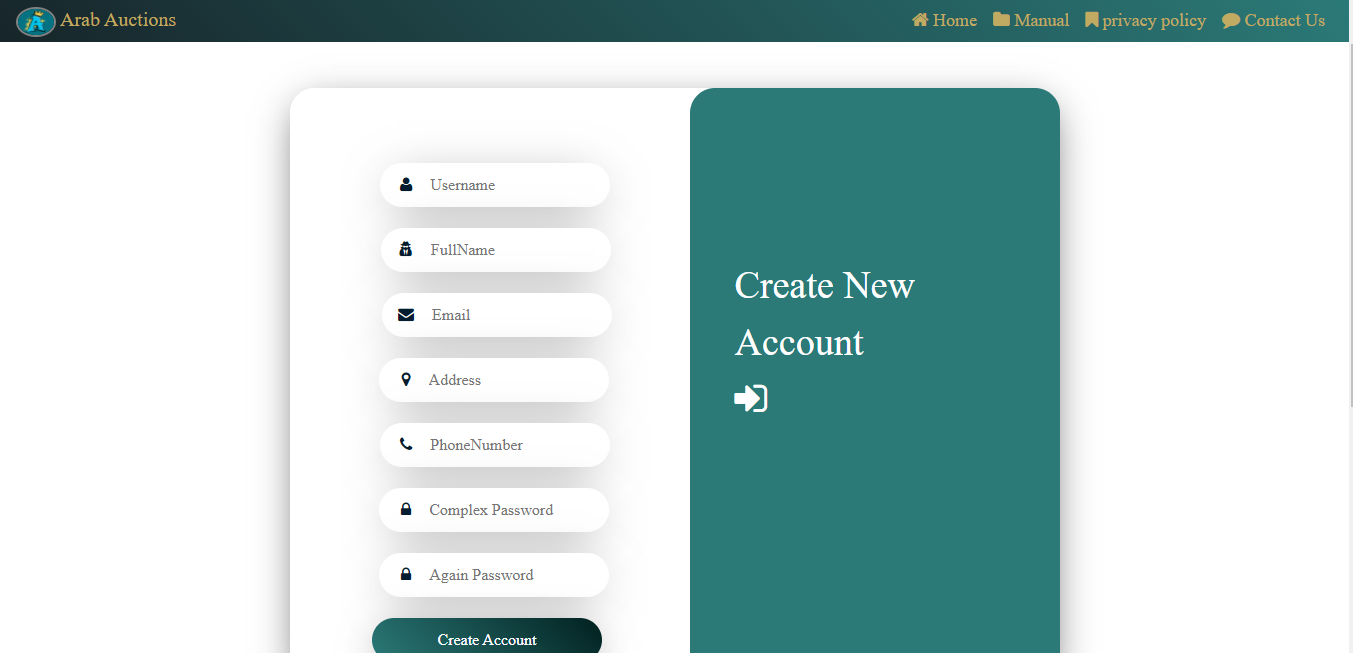 Arab Auctions
Home
Manual
privacy policy
Contact Us
Username
FullName
Email
Address
PhoneNumber
Complex Password
Again Password
Create Account
Create New
Account